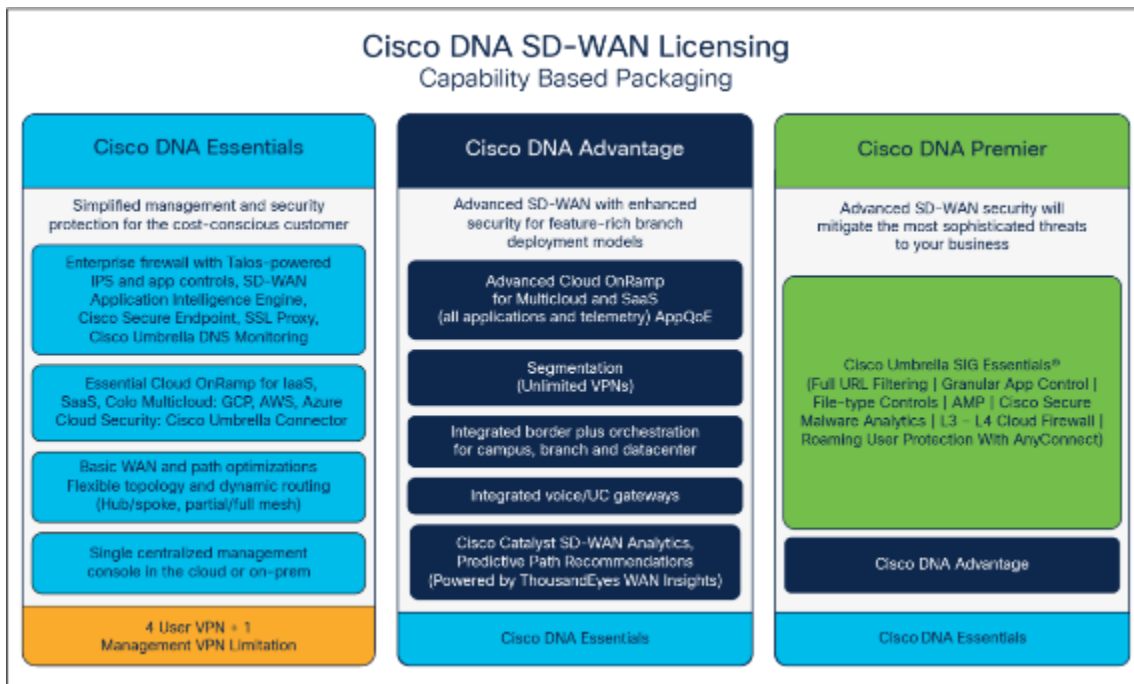 Cisco DNA SD-WAN Licensing
Capability Based Packaging
Cisco DNA Essentials
Simplified management and security
protection for the cost-conscious customer
Enterprise firewall with Talos-powered
IPS and app controls, SD-WAN
Application Intelligence Engine,
Cisco Secure Endpoint, SSL Proxy,
Cisco Umbrella DNS Monitoring
Essential Cloud OnRamp for IaaS,
SaaS, Colo Multicloud: GCP, AWS, Azure
Cloud Security: Cisco Umbrella Connector
Basic WAN and path optimizations
Flexible topology and dynamic routing
(Hub/spoke, partial/full mesh)
Single centralized management
console in the cloud or on-prem
4 User VPN + 1
Management VPN Limitation
Cisco DNA Advantage
Advanced SD-WAN with enhanced
security for feature-rich branch
deployment models
Advanced Cloud OnRamp
for Multicloud and SaaS
(all applications and telemetry) AppQoE
Segmentation
(Unlimited VPNs)
Integrated border plus orchestration
for campus, branch and datacenter
Integrated voice/UC gateways
Cisco Catalyst SD-WAN Analytics,
Predictive Path Recommendations
(Powered by ThousandEyes WAN Insights)
Cisco DNA Essentials
Cisco DNA Premier
Advanced SD-WAN security will
mitigate the most sophisticated threats
to your business
Cisco Umbrella SIG Essentials®
(Full URL Filtering | Granular App Control |
File-type Controls | AMP | Cisco Secure
Malware Analytics | L3 - L4 Cloud Firewall |
Roaming User Protection With AnyConnect)
Cisco DNA Advantage
Cisco DNA Essentials